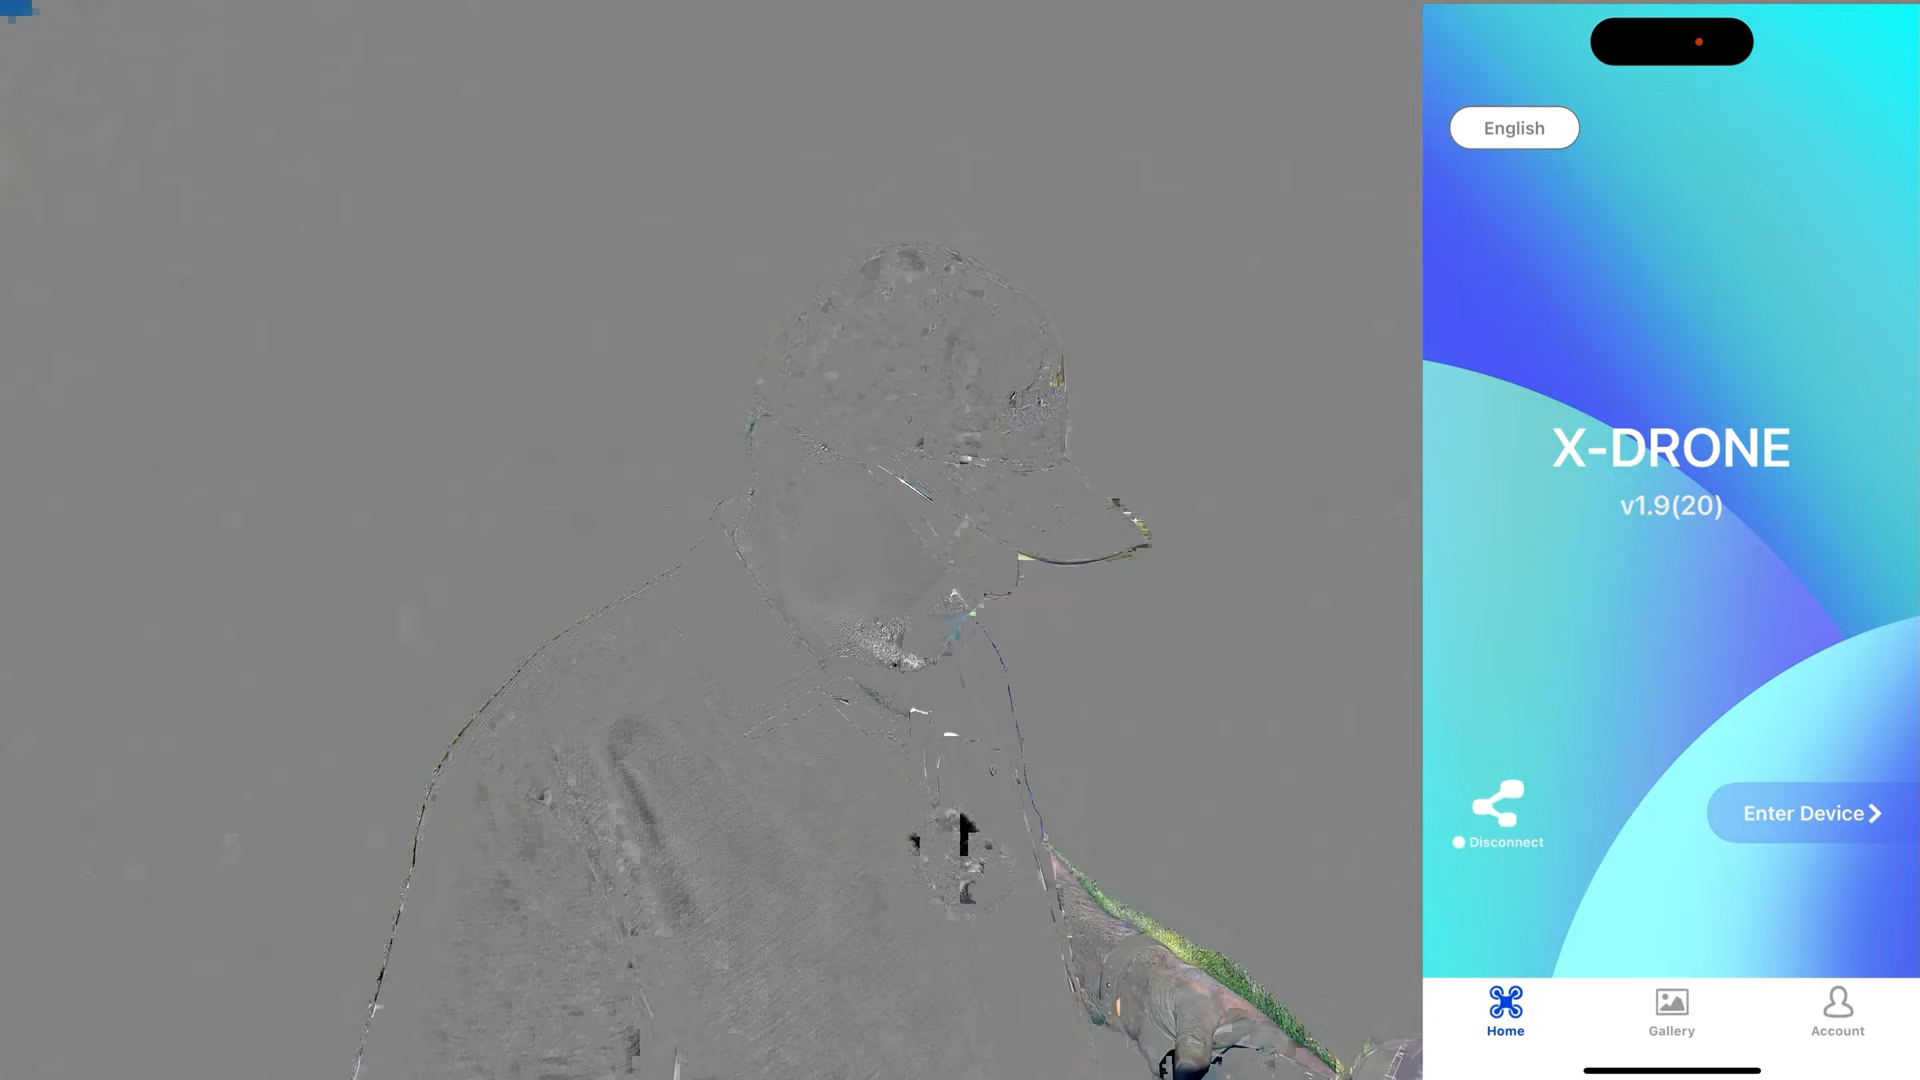 English
X-DRONE
v1.9(20)
Disconnect
Enter Device
Home
Gallery
Account